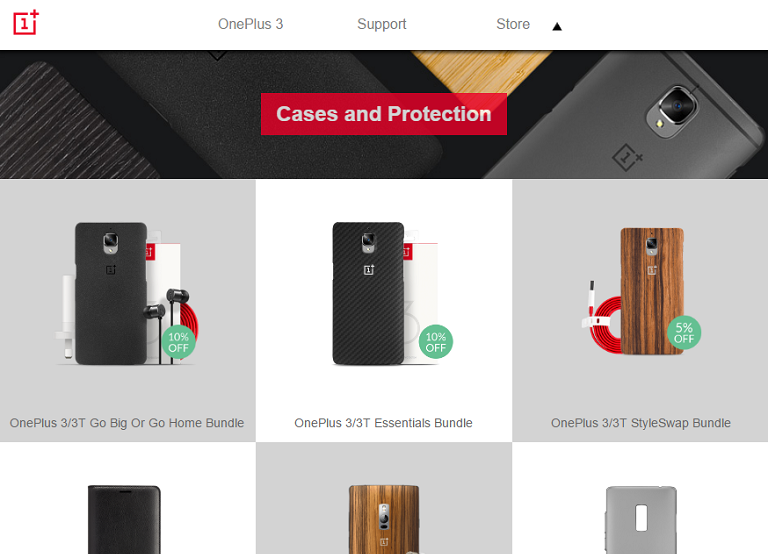 OnePlus 3
Support
Store
Cases and Protection
10%
OFF
10%
OFF
5%
OFF
OnePlus 3/3T Go Big Or Go Home Bundle
OnePlus 3/3T Essentials Bundle
OnePlus 3/3T StyleSwap Bundle